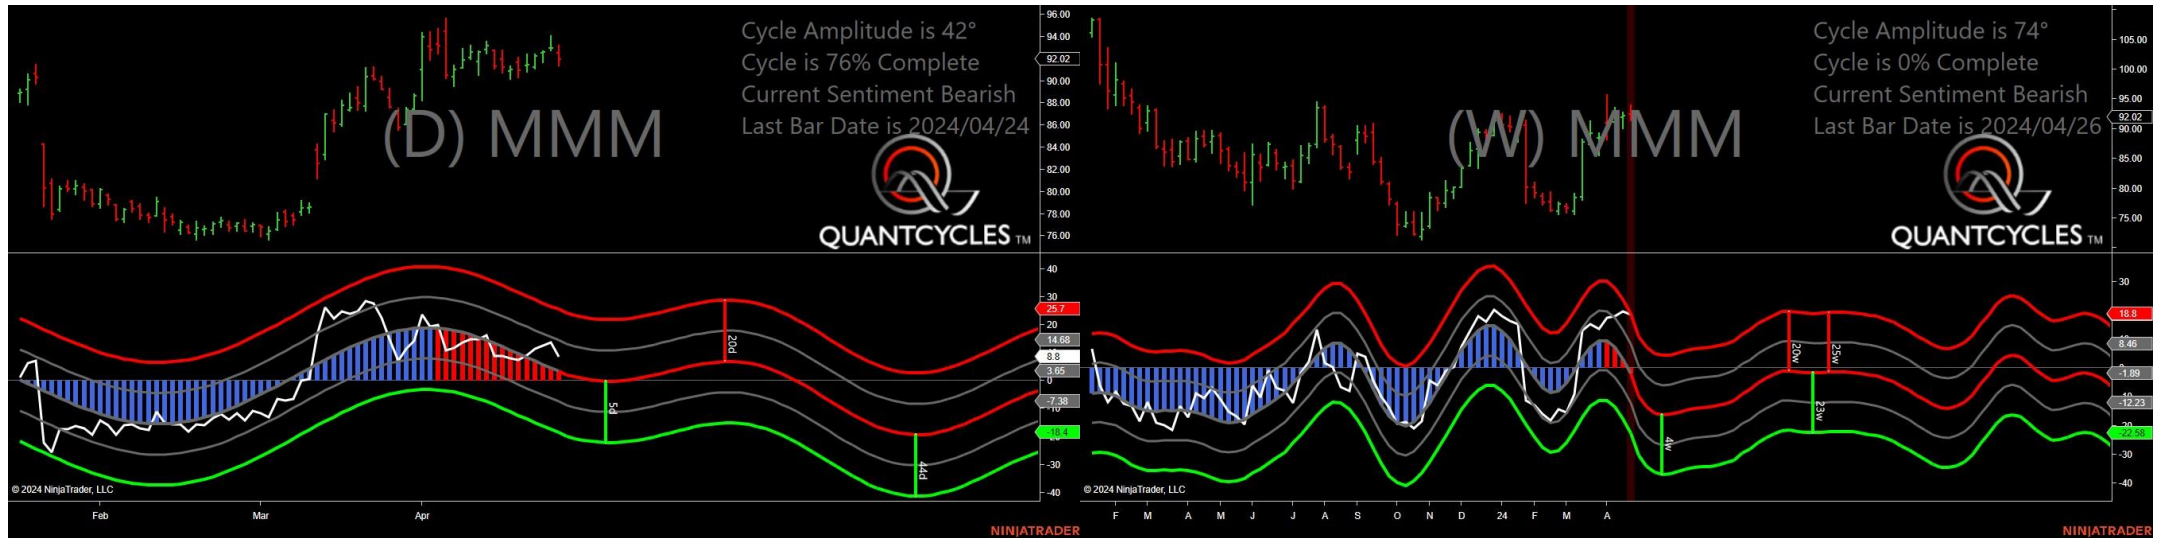 Cycle Amplitude is 42°
Cycle is 76% Complete
Current Sentiment Bearish
Last Bar Date is 2024/04/24
(D) MMM
QUANTCYCLES TM
96.00
94.00
92.02
90.00
88.00
86.00
84.00
82.00
80.00
78.00
76.00
40
30
25.7
20
14.68
8.8
3.65
0
-7.38
-10
-18.4
-30
-40
20d
5d
44d
© 2024 NinjaTrader, LLC
Feb Mar Apr
NINJATRADER
Cycle Amplitude is 74°
Cycle is 0% Complete
Current Sentiment Bearish
Last Bar Date is 2024/04/26
(W) MMM
QUANTCYCLES TM
105.00
100.00
95.00
92.02
90.00
85.00
80.00
75.00
30
18.8
8.46
-1.89
-12.23
-22.58
-30
-40
20w
25w
23w
4w
© 2024 NinjaTrader, LLC
F M A M J J A S O N D 24 F M A
NINJATRADER